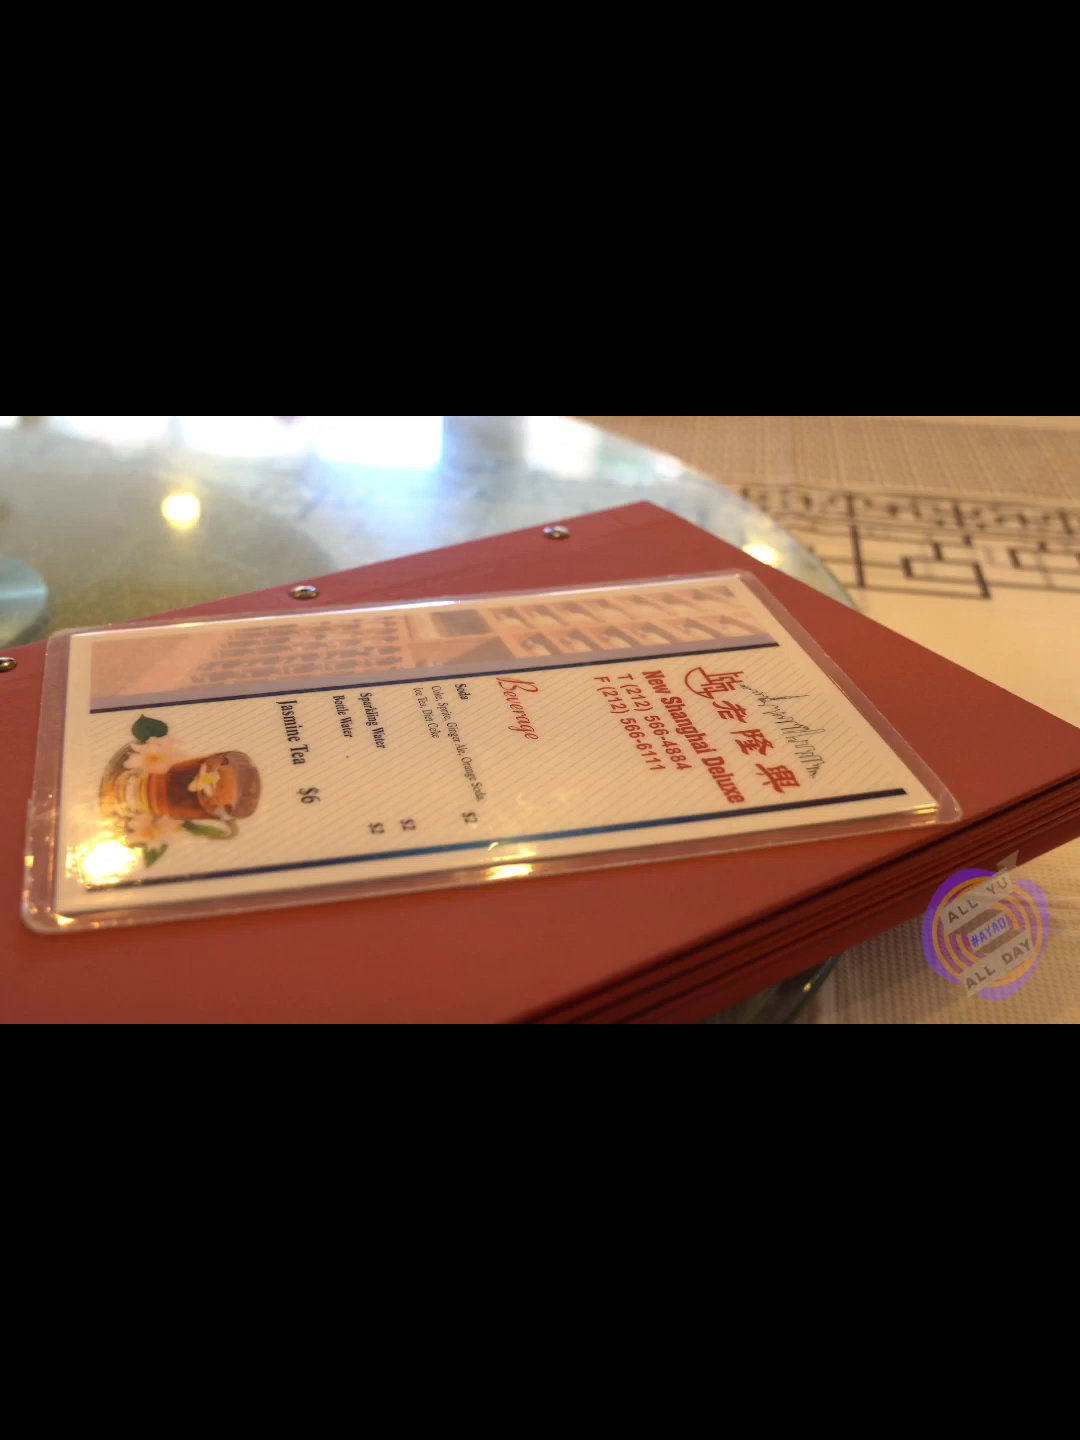 老隆興
New Shanghai Deluxe
T (212) 566-4884
F (212) 566-6111
Beverage
Soda $2
Coke, Sprite, Ginger Ale, Orange Soda,
Ice Tea, Diet Coke
Sparkling Water $2
Bottle Water $2
Jasmine Tea $6
ALL YU
#AYAD
ALL DAY